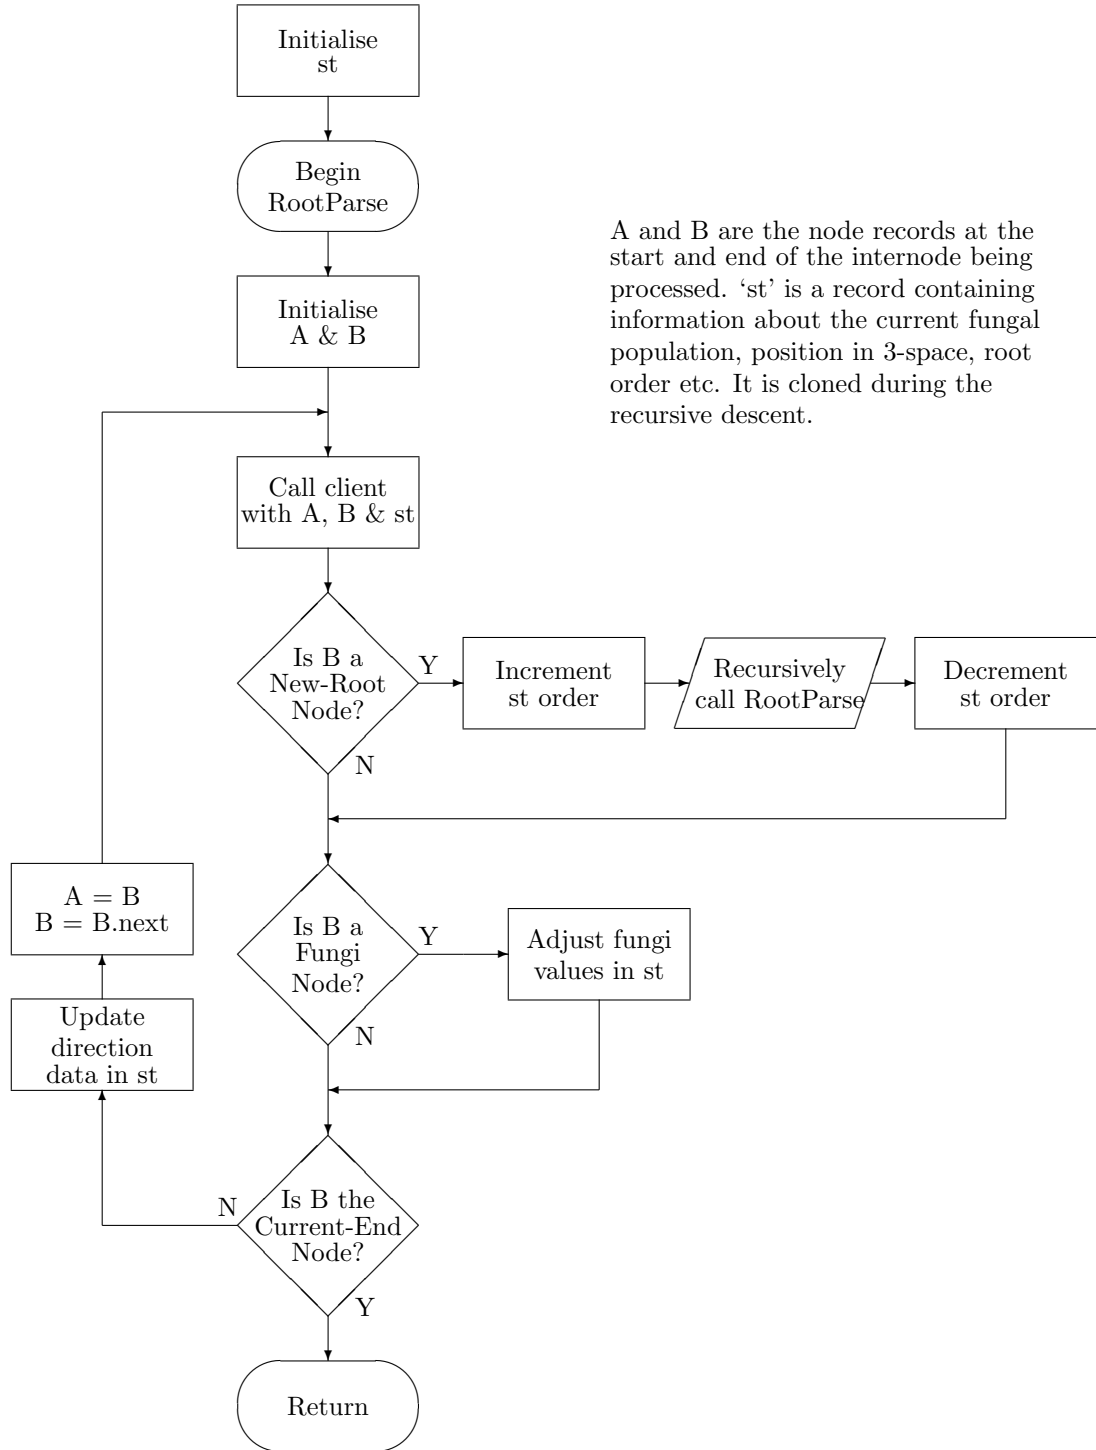 Initialise
st
Begin
RootParse
A and B are the node records at the
start and end of the internode being
processed. ‘st’ is a record containing
information about the current fungal
population, position in 3-space, root
order etc. It is cloned during the
recursive descent.
Initialise
A & B
Call client
with A, B & st
Is B a
New-Root
Node?
Y
N
Increment
st order
Recursively
call RootParse
Decrement
st order
A = B
B = B.next
Is B a
Fungi
Node?
Y
N
Adjust fungi
values in st
Update
direction
data in st
Is B the
Current-End
Node?
N
Y
Return